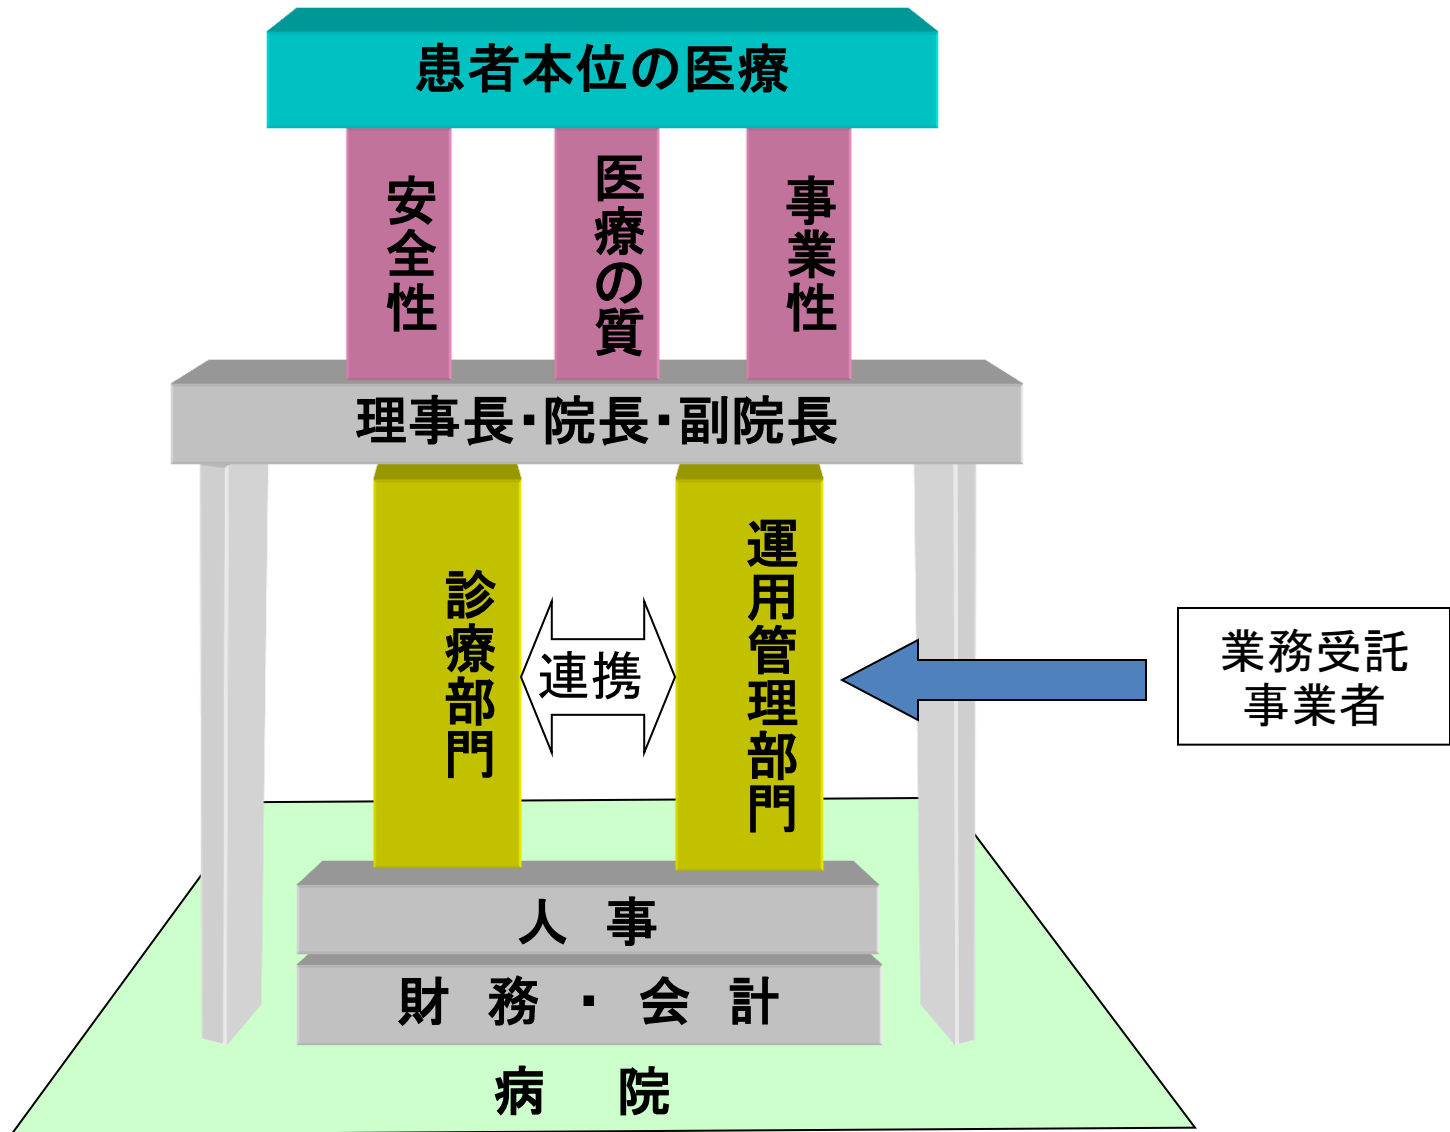 患者本位の医療
安全性
医療の質
事業性
理事長・院長・副院長
診療部門
連携
運用管理部門
業務受託
事業者
人　事
財　務　・　会　計
病　院